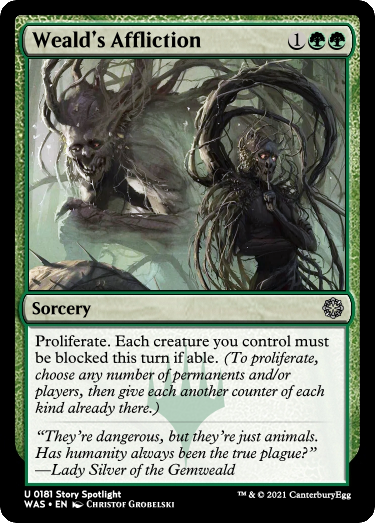 Weald's Affliction 1
Sorcery
Proliferate. Each creature you control must
be blocked this turn if able. (To proliferate,
choose any number of permanents and/or
players, then give each another counter of each
kind already there.)
“They're dangerous, but they're just animals.
Has humanity always been the true plague?”
—Lady Silver of the Gemweald
U 0181 Story Spotlight
WAS • EN Christof Grobelski
™ & © 2021 CanterburyEgg